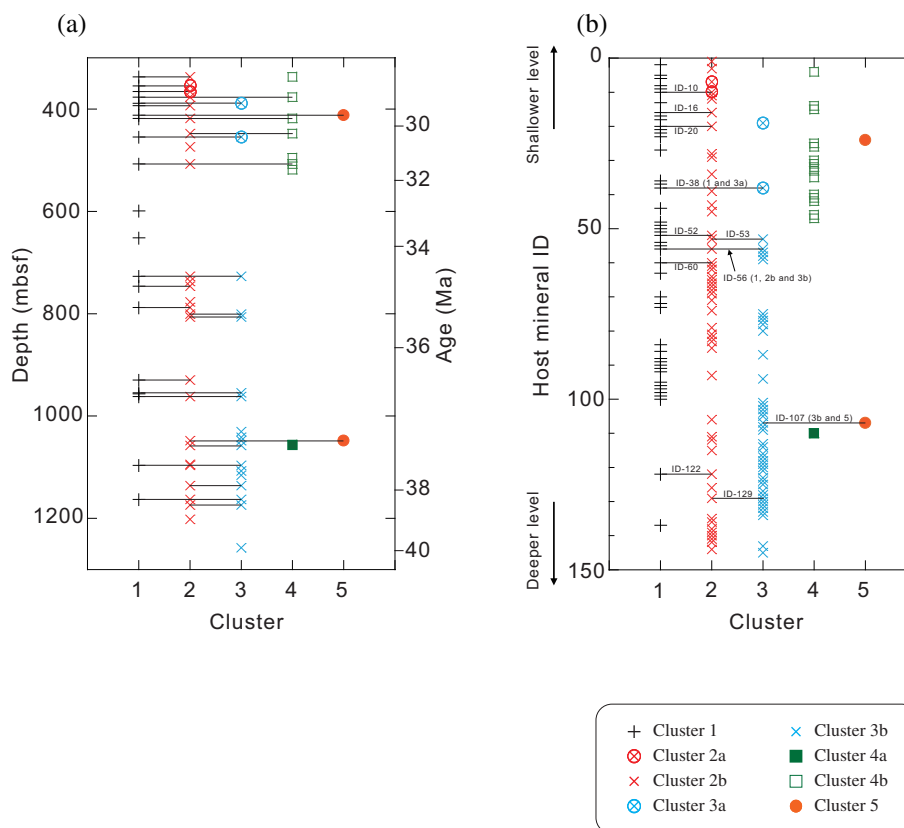 (a)
(b)
400
600
800
1000
1200
Depth (mbsf)
30
32
34
36
38
40
Age (Ma)
1 2 3 4 5
Cluster
Shallower level
Deeper level
Host mineral ID
0
50
100
150
ID-10
ID-16
ID-20
ID-38 (1 and 3a)
ID-52
ID-53
ID-56 (1, 2b and 3b)
ID-60
ID-107 (3b and 5)
ID-122
ID-129
1 2 3 4 5
Cluster
Cluster 1
Cluster 2a
Cluster 2b
Cluster 3a
Cluster 3b
Cluster 4a
Cluster 4b
Cluster 5